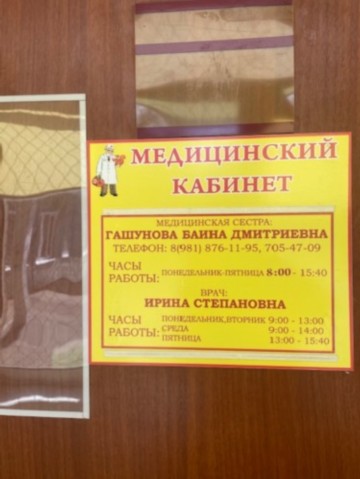 МЕДИЦИНСКИЙ
КАБИНЕТ
МЕДИЦИНСКАЯ СЕСТРА:
ГАШУНОВА БАИНА ДМИТРИЕВНА
ТЕЛЕФОН: 8(981) 876-11-95, 705-47-09
ЧАСЫ РАБОТЫ: ПОНЕДЕЛЬНИК-ПЯТНИЦА 8:00 - 15:40
ВРАЧ:
ИРИНА СТЕПАНОВНА
ЧАСЫ РАБОТЫ: ПОНЕДЕЛЬНИК,ВТОРНИК 9:00 - 13:00
СРЕДА 9:00 - 14:00
ПЯТНИЦА 13:00 - 15:40